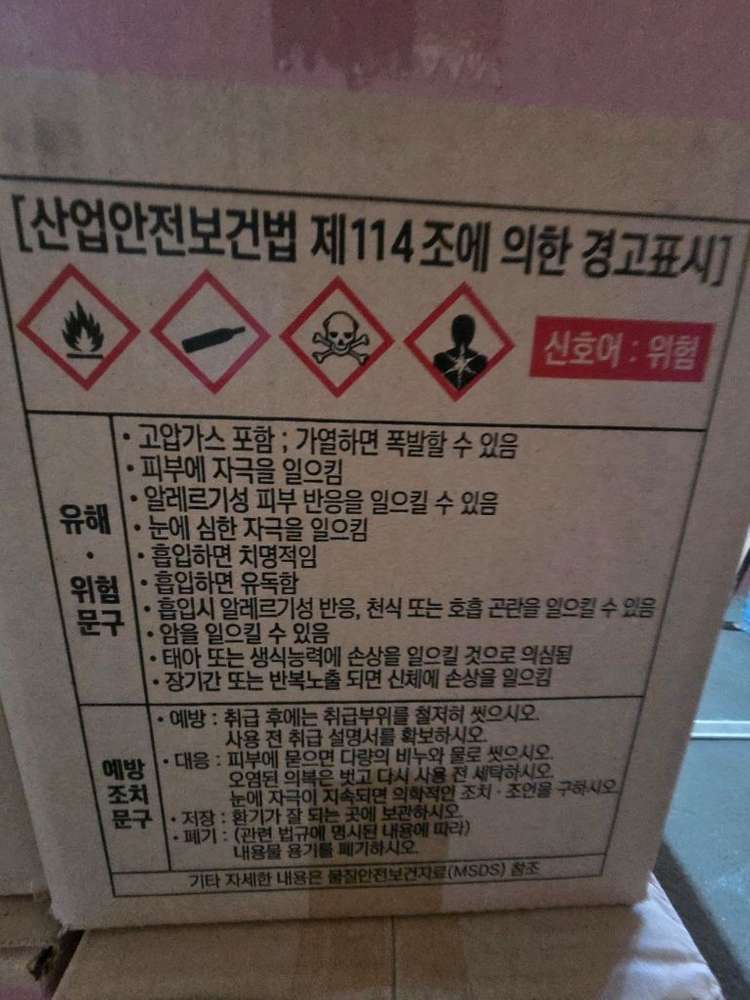 [산업안전보건법 제114조에 의한 경고표시]
신호어 : 위험
유해 · 위험 문구
• 고압가스 포함 ; 가열하면 폭발할 수 있음
• 피부에 자극을 일으킴
• 알레르기성 피부 반응을 일으킬 수 있음
• 눈에 심한 자극을 일으킴
• 흡입하면 치명적임
• 흡입하면 유독함
• 흡입시 알레르기성 반응, 천식 또는 호흡 곤란을 일으킬 수 있음
• 암을 일으킬 수 있음
• 태아 또는 생식능력에 손상을 일으킬 것으로 의심됨
• 장기간 또는 반복노출 되면 신체에 손상을 일으킴
예방 조치 문구
• 예방 : 취급 후에는 취급부위를 철저히 씻으시오.
사용 전 취급 설명서를 확보하시오.
• 대응 : 피부에 묻으면 다량의 비누와 물로 씻으시오.
오염된 의복은 벗고 다시 사용 전 세탁하시오.
눈에 자극이 지속되면 의학적인 조치 · 조언을 구하시오.
• 저장 : 환기가 잘 되는 곳에 보관하시오.
• 폐기 : (관련 법규에 명시된 내용에 따라)
내용물 용기를 폐기하시오.
기타 자세한 내용은 물질안전보건자료(MSDS) 참조